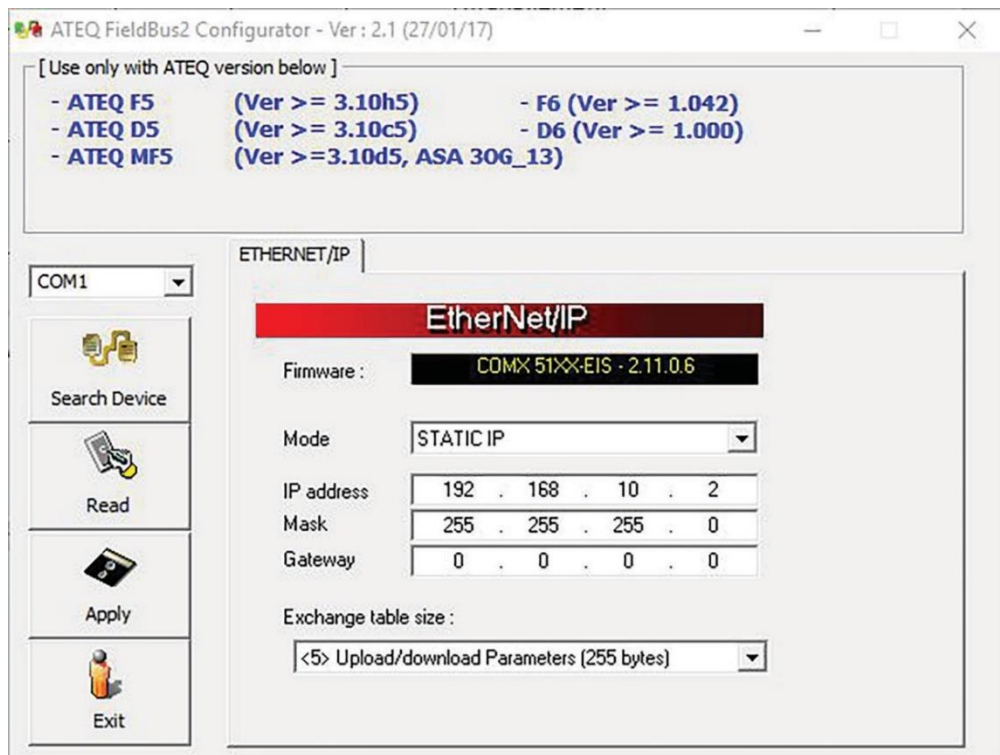 ATEQ FieldBus2 Configurator - Ver : 2.1 (27/01/17)
[ Use only with ATEQ version below ]
- ATEQ F5 (Ver >= 3.10h5) - F6 (Ver >= 1.042)
- ATEQ D5 (Ver >= 3.10c5) - D6 (Ver >= 1.000)
- ATEQ MF5 (Ver >=3.10d5, ASA 3OG_13)
COM1
Search Device
Read
Apply
Exit
ETHERNET/IP
EtherNet/IP
Firmware : COMX 51XX-EIS - 2.11.0.6
Mode STATIC IP
IP address 192 . 168 . 10 . 2
Mask 255 . 255 . 255 . 0
Gateway 0 . 0 . 0 . 0
Exchange table size :
<5> Upload/download Parameters (255 bytes)